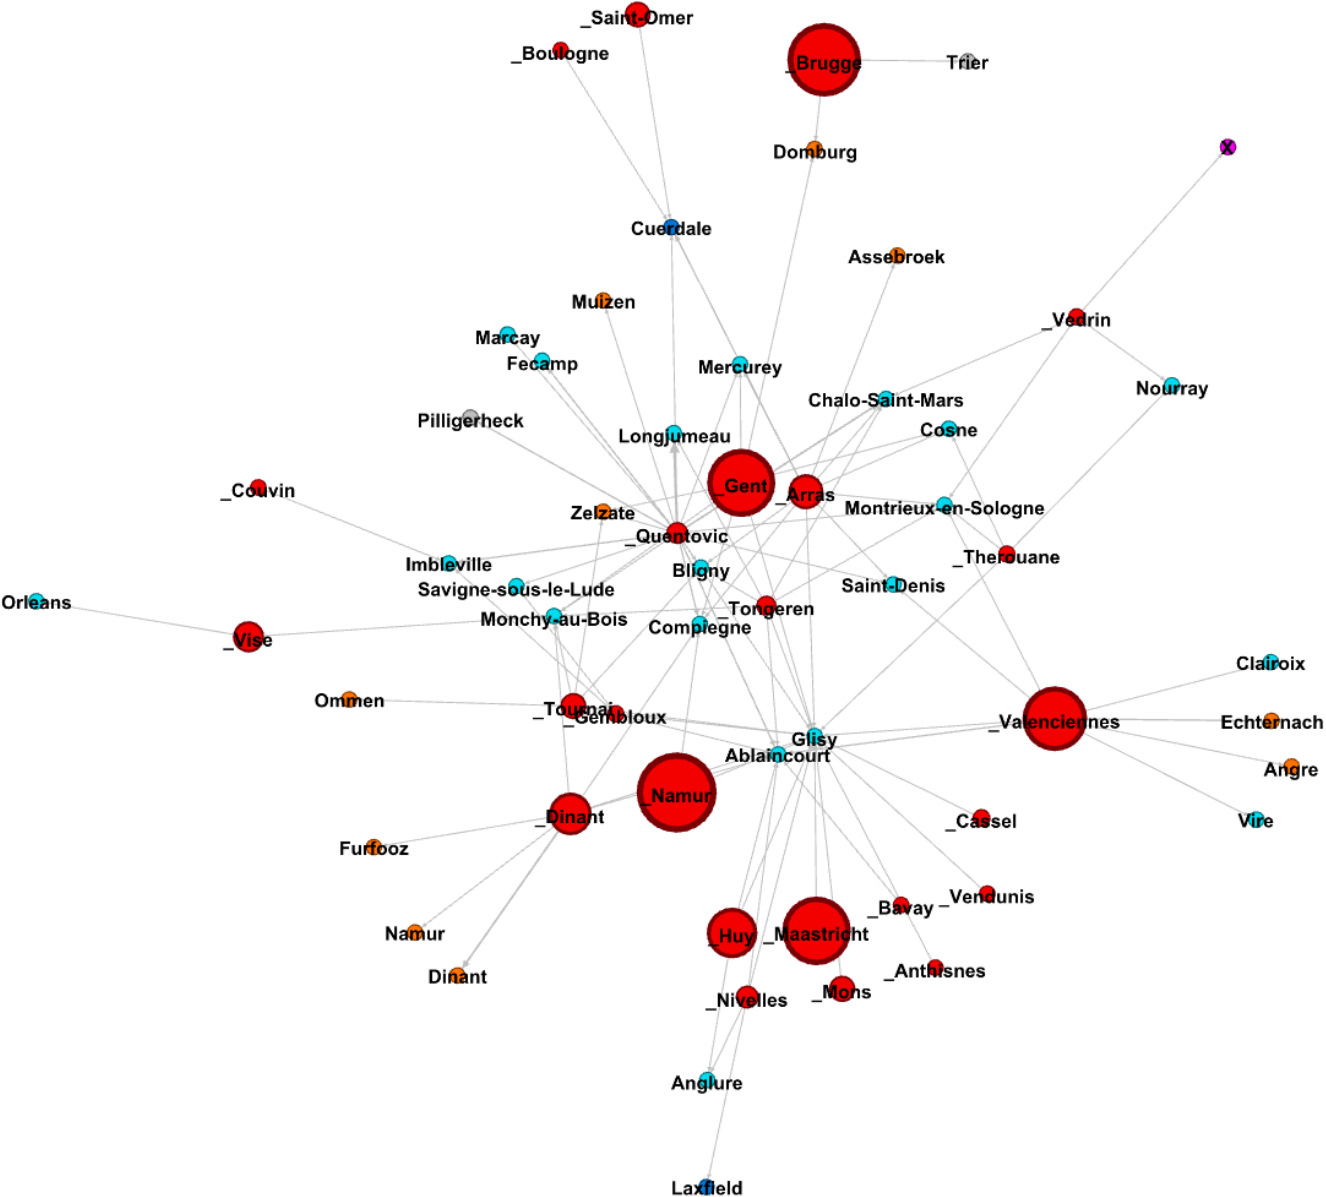 _Saint-Omer
_Boulogne
_Brugge
Trier
Domburg
X
Cuerdale
Assebroek
Muizen
_Vedrin
Marcay
Fecamp
Mercurey
Nourray
Chalo-Saint-Mars
Pilligerheck
Longjumeau
Cosne
_Couvin
_Gent
_Arras
Zelzate
Montrieux-en-Sologne
_Quentovic
_Therouane
Imbleville
Bligny
Savigne-sous-le-Lude
Saint-Denis
Orleans
_Tongeren
Monchy-au-Bois
Compiegne
_Vise
Clairoix
Ommen
_Tournai
_Gembloux
_Valenciennes
Echternach
Glisy
Ablaincourt
Angre
_Namur
_Dinant
_Cassel
Vire
Furfooz
_Vendunis
_Bavay
Namur
_Huy
_Maastricht
_Anthisnes
Dinant
_Mons
_Nivelles
Anglure
Laxfield